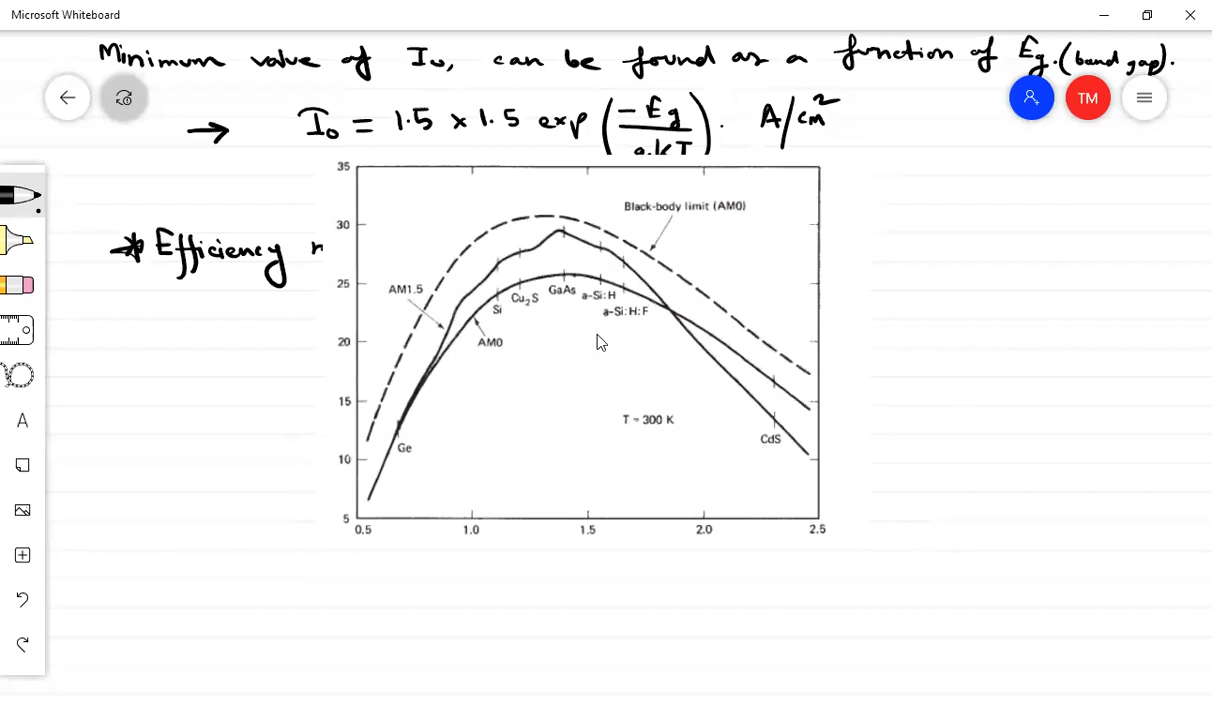 Microsoft Whiteboard
Minimum value of I₀, can be found as a function of Eg. (band gap).
→ I₀ = 1.5 × 1.5 exp (-Eg / kT). A/cm²
TM
* Efficiency
35
30
25
20
15
10
5
0.5 1.0 1.5 2.0 2.5
Black-body limit (AM0)
AM1.5
AM0
Ge
Si
Cu₂S
GaAs
a-Si:H
a-Si:H:F
CdS
T = 300 K
A